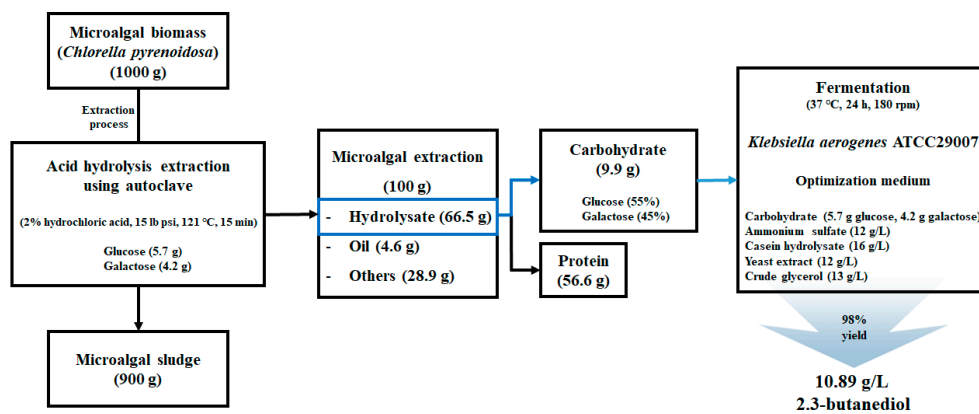 Microalgal biomass
(Chlorella pyrenoidosa)
(1000 g)
Extraction
process
Acid hydrolysis extraction
using autoclave
(2% hydrochloric acid, 15 lb psi, 121 °C, 15 min)
Glucose (5.7 g)
Galactose (4.2 g)
Microalgal sludge
(900 g)
Microalgal extraction
(100 g)
- Hydrolysate (66.5 g)
- Oil (4.6 g)
- Others (28.9 g)
Carbohydrate
(9.9 g)
Glucose (55%)
Galactose (45%)
Protein
(56.6 g)
Fermentation
(37 °C, 24 h, 180 rpm)
Klebsiella aerogenes ATCC29007
Optimization medium
Carbohydrate (5.7 g glucose, 4.2 g galactose)
Ammonium sulfate (12 g/L)
Casein hydrolysate (16 g/L)
Yeast extract (12 g/L)
Crude glycerol (13 g/L)
98%
yield
10.89 g/L
2,3-butanediol